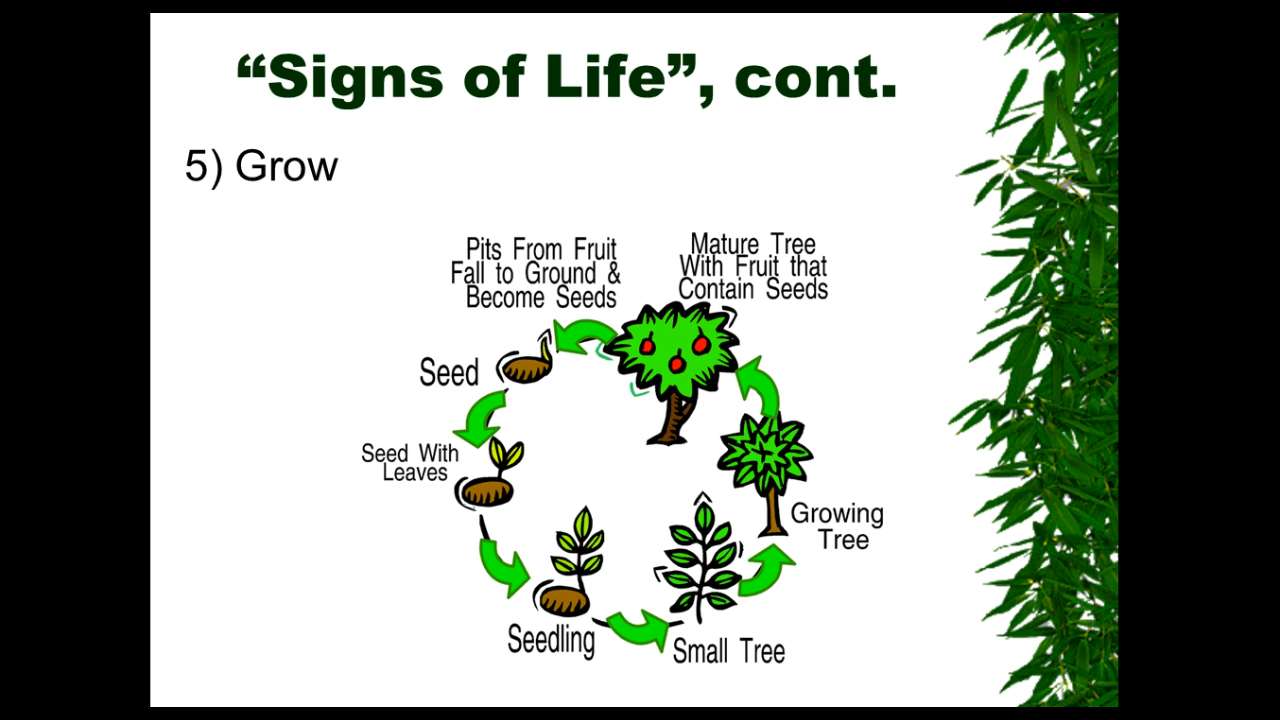 “Signs of Life”, cont.
5) Grow
Pits From Fruit
Fall to Ground &
Become Seeds
Mature Tree
With Fruit that
Contain Seeds
Seed
Seed With
Leaves
Growing
Tree
Seedling
Small Tree